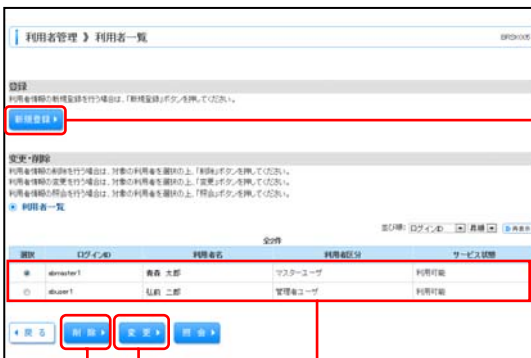 利用者管理 》 利用者一覧
BRSK005
登録
利用者情報の新規登録を行う場合は、「新規登録」ボタンを押してください。
新規登録
変更・削除
利用者情報の削除を行う場合は、対象の利用者を選択の上、「削除」ボタンを押してください。
利用者情報の変更を行う場合は、対象の利用者を選択の上、「変更」ボタンを押してください。
利用者情報の照会を行う場合は、対象の利用者を選択の上、「照会」ボタンを押してください。
利用者一覧
並び順: ログインID 昇順 再表示
全2件
選択 ログインID 利用者名 利用者区分 サービス状態
abmaster1 青森 太郎 マスターユーザ 利用可能
abuser1 弘前 二郎 管理者ユーザ 利用可能
戻る 削除 変更 照会